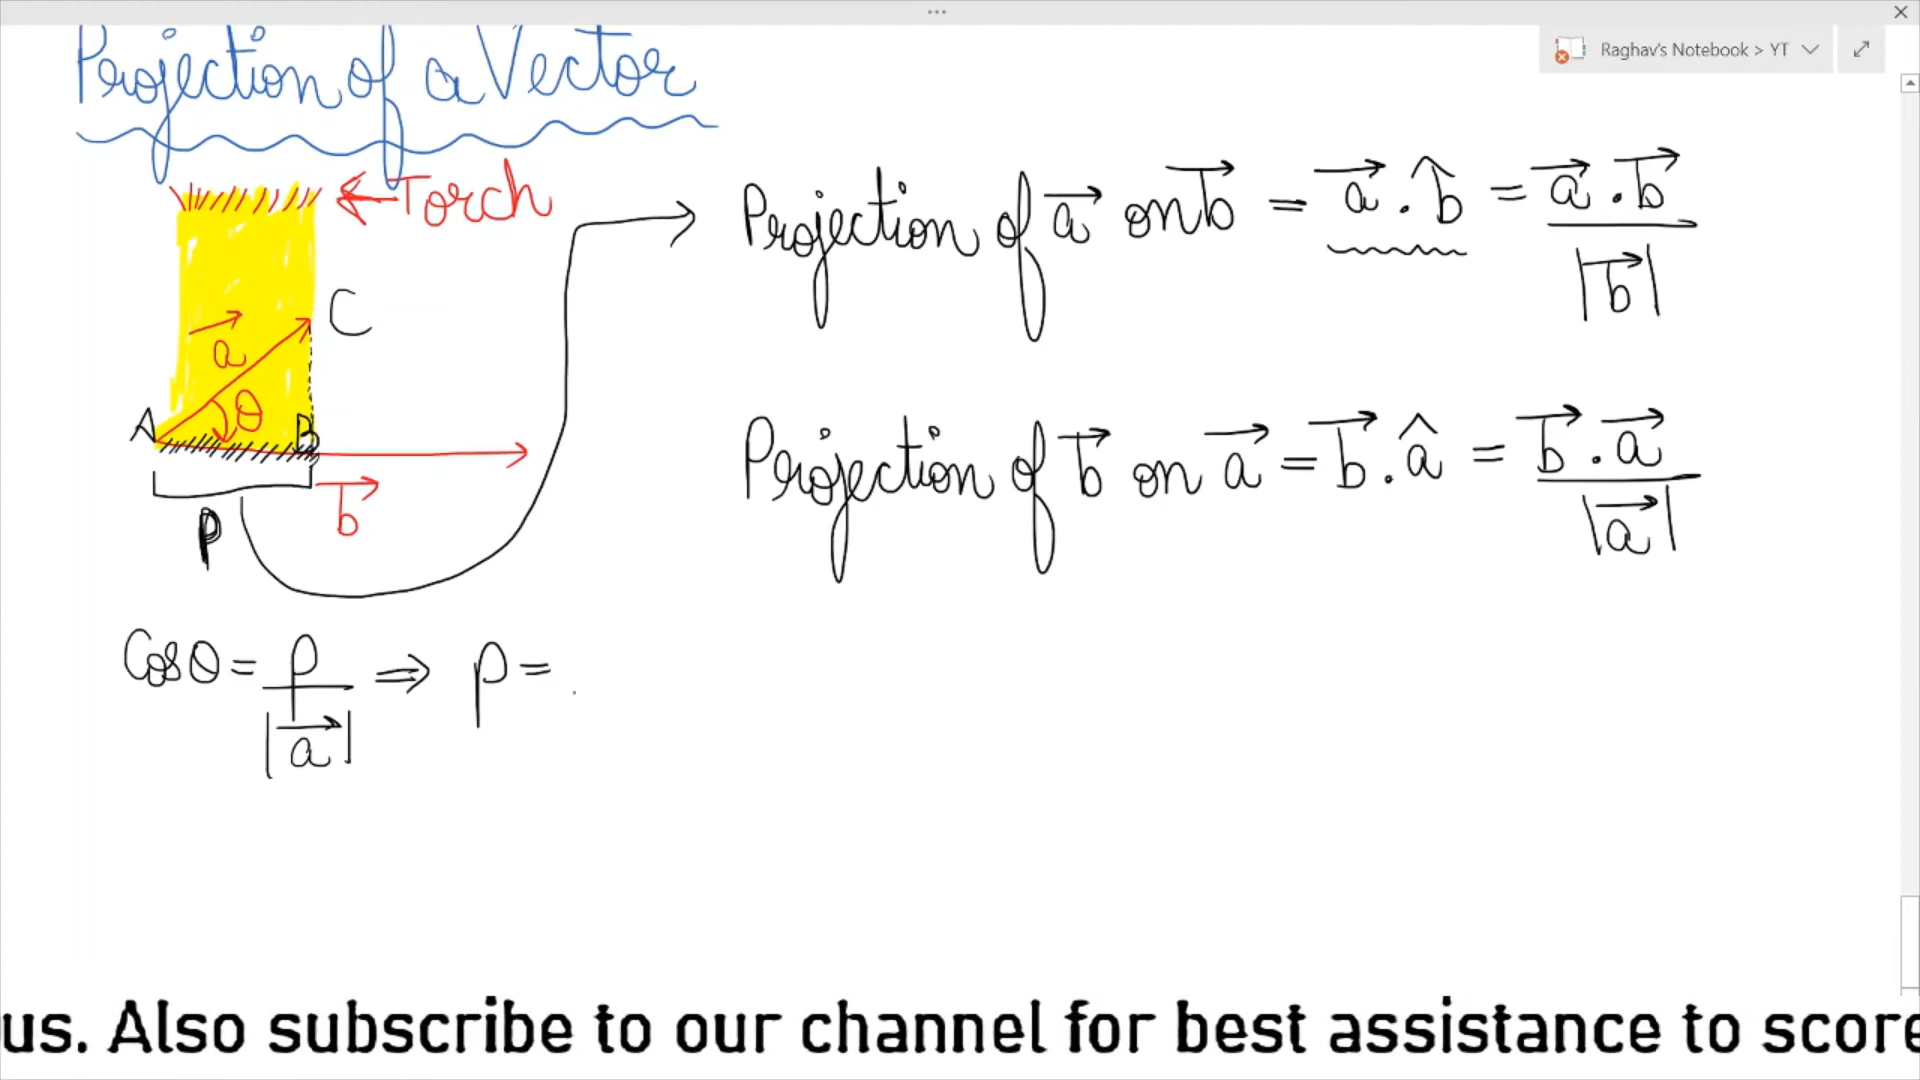 Raghav's Notebook > YT
Projection of a Vector
Torch
Projection of a⃗ on b⃗ = a⃗ . b̂ = a⃗ . b⃗ / |b⃗|
C
a⃗
θ
A
B
b⃗
P
Projection of b⃗ on a⃗ = b⃗ . â = b⃗ . a⃗ / |a⃗|
Cosθ = P / |a⃗| ⇒ P =
us. Also subscribe to our channel for best assistance to score